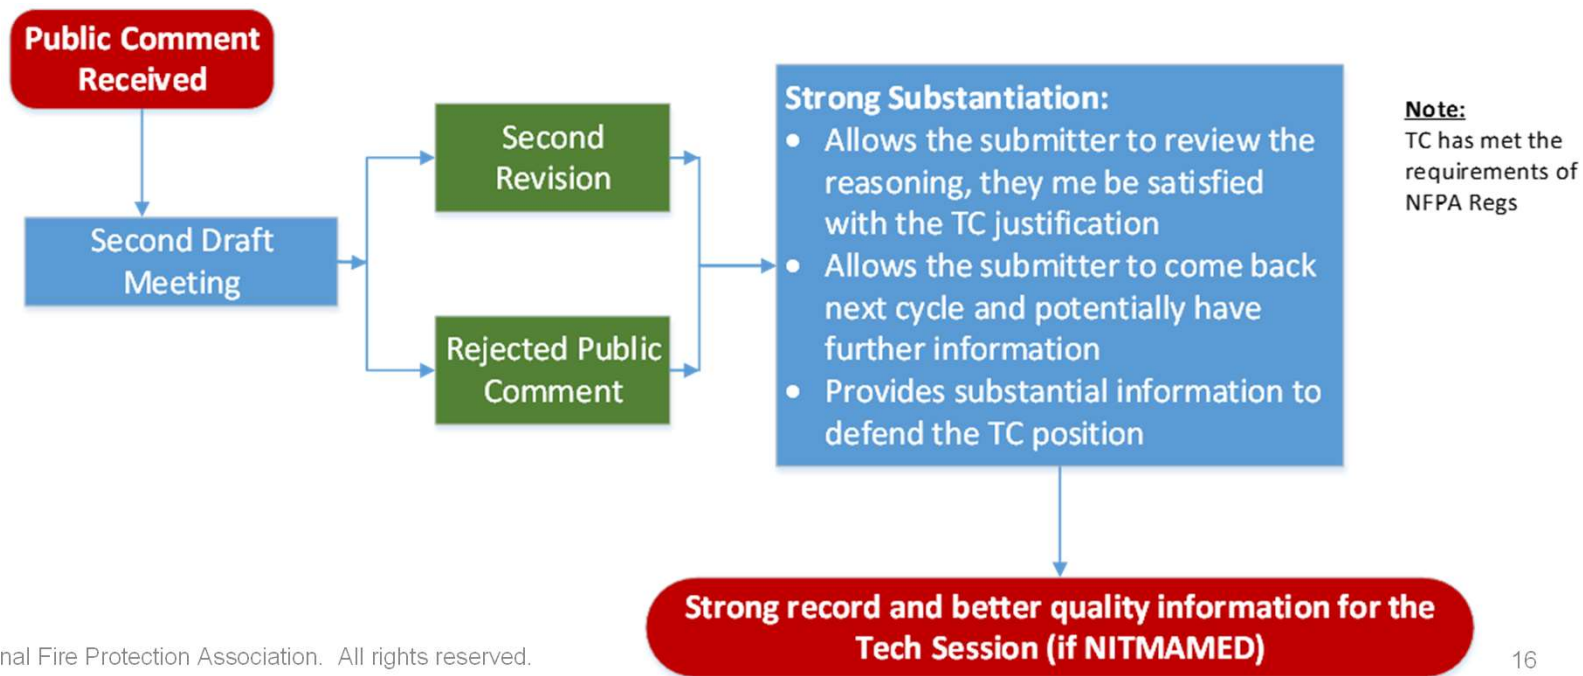 Public Comment
Received
Second Draft
Meeting
Second
Revision
Rejected Public
Comment
Strong Substantiation:
• Allows the submitter to review the
reasoning, they me be satisfied
with the TC justification
• Allows the submitter to come back
next cycle and potentially have
further information
• Provides substantial information to
defend the TC position
Note:
TC has met the
requirements of
NFPA Regs
Strong record and better quality information for the
Tech Session (if NITMAMED)
nal Fire Protection Association. All rights reserved.
16